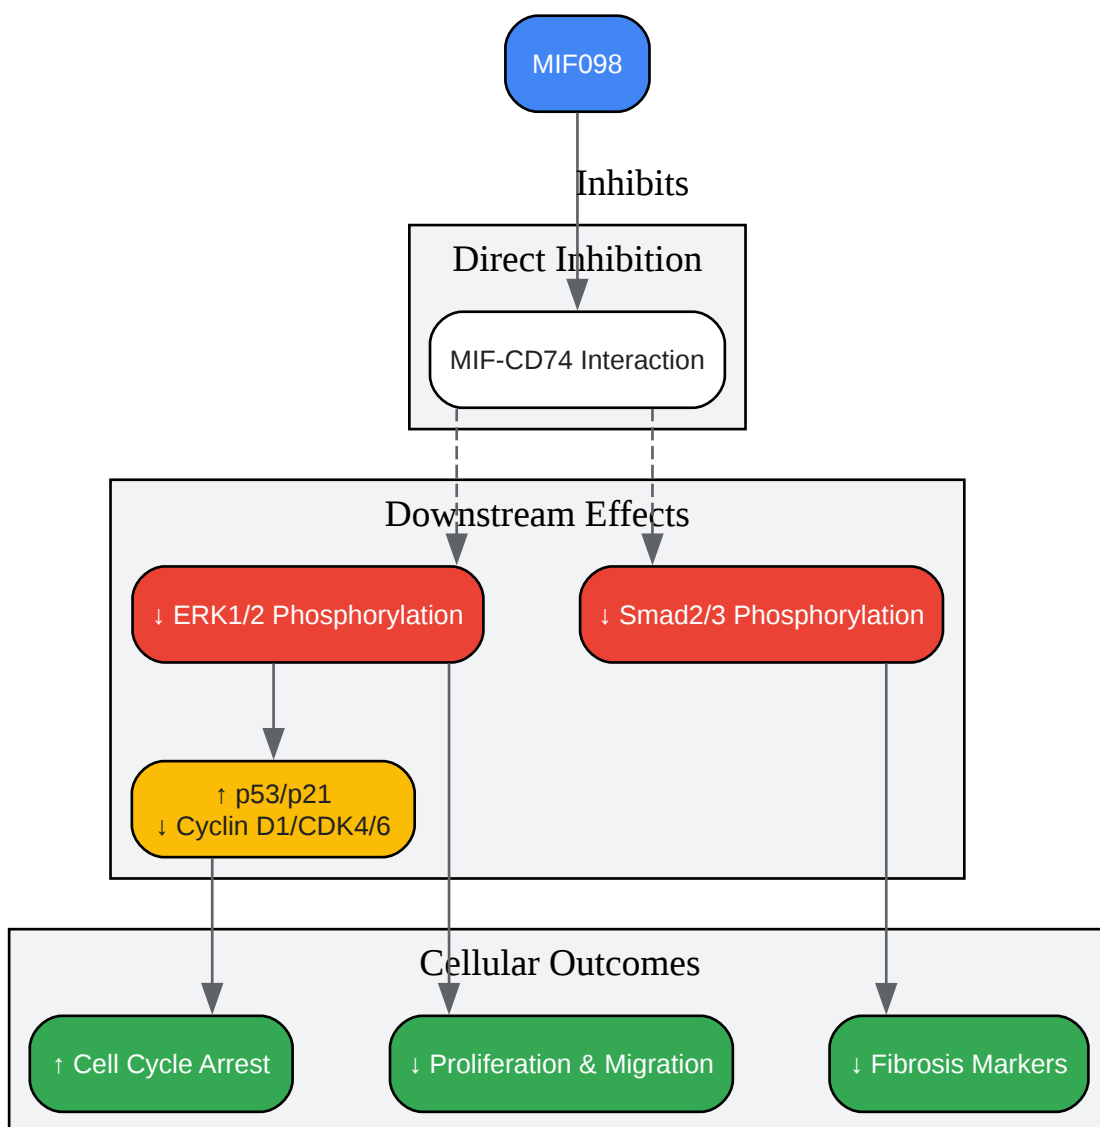 MIF098
Inhibits
Direct Inhibition
MIF-CD74 Interaction
Downstream Effects
↓ ERK1/2 Phosphorylation
↓ Smad2/3 Phosphorylation
↑ p53/p21
↓ Cyclin D1/CDK4/6
Cellular Outcomes
↑ Cell Cycle Arrest
↓ Proliferation & Migration
↓ Fibrosis Markers